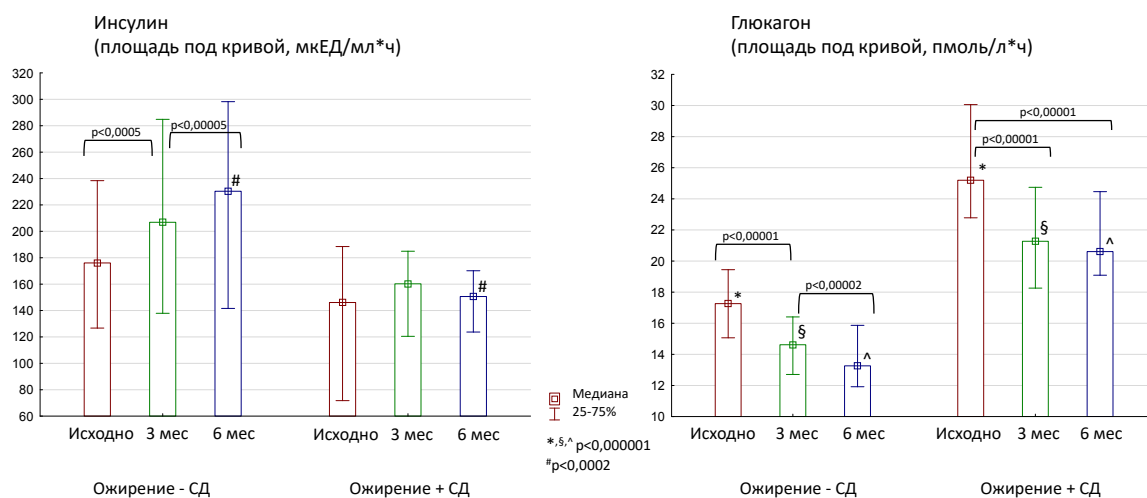 Инсулин
(площадь под кривой, мкЕД/мл*ч)
320
300
280
260
240
220
200
180
160
140
120
100
80
60
p<0,0005
p<0,00005
#
#
Исходно 3 мес 6 мес
Исходно 3 мес 6 мес
Ожирение - СД
Ожирение + СД
Медиана
25-75%
*,§,^ p<0,000001
#p<0,0002
Глюкагон
(площадь под кривой, пмоль/л*ч)
32
30
28
26
24
22
20
18
16
14
12
10
p<0,00001
p<0,00001
*
§
^
p<0,00001
p<0,00002
*
§
^
Исходно 3 мес 6 мес
Исходно 3 мес 6 мес
Ожирение - СД
Ожирение + СД